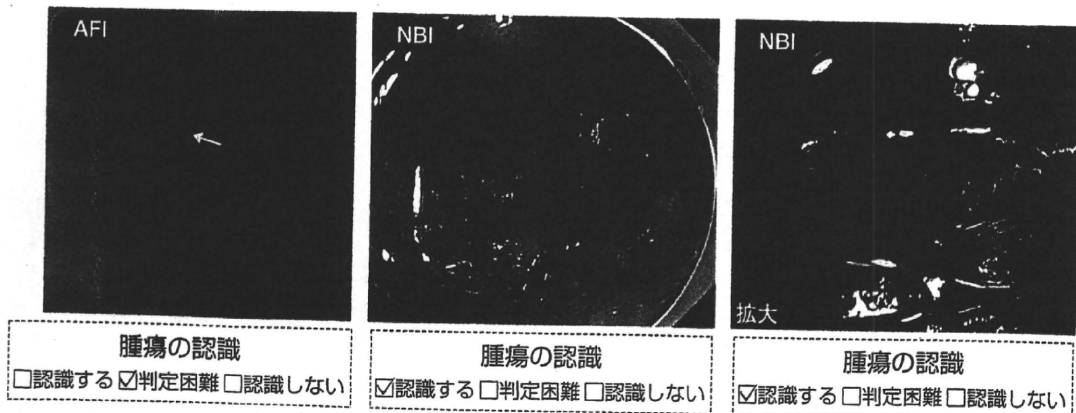 AFI
腫瘍の認識
□認識する ☑判定困難 □認識しない
NBI
腫瘍の認識
☑認識する □判定困難 □認識しない
NBI
拡大
腫瘍の認識
☑認識する □判定困難 □認識しない